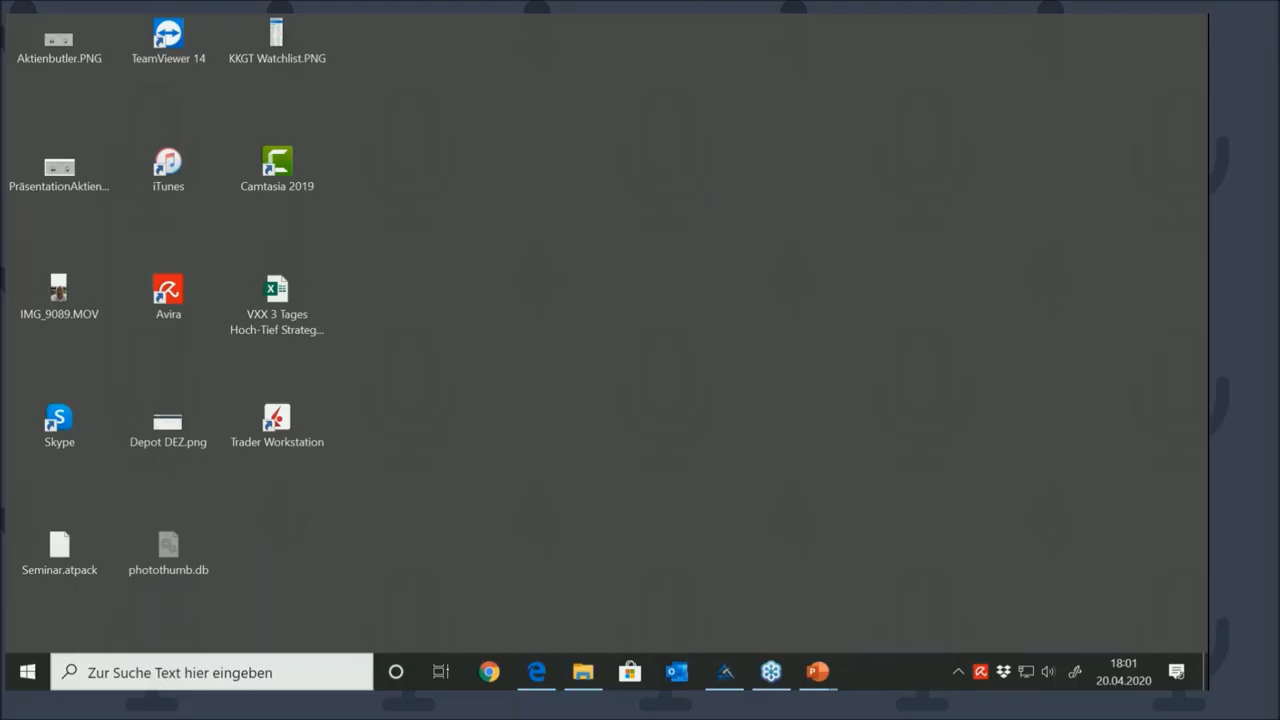 Aktienbutler.PNG
TeamViewer 14
KKGT Watchlist.PNG
PräsentationAktien...
iTunes
Camtasia 2019
IMG_9089.MOV
Avira
VXX 3 Tages
Hoch-Tief Strateg...
Skype
Depot DEZ.png
Trader Workstation
Seminar.atpack
photothumb.db
Zur Suche Text hier eingeben
18:01
20.04.2020